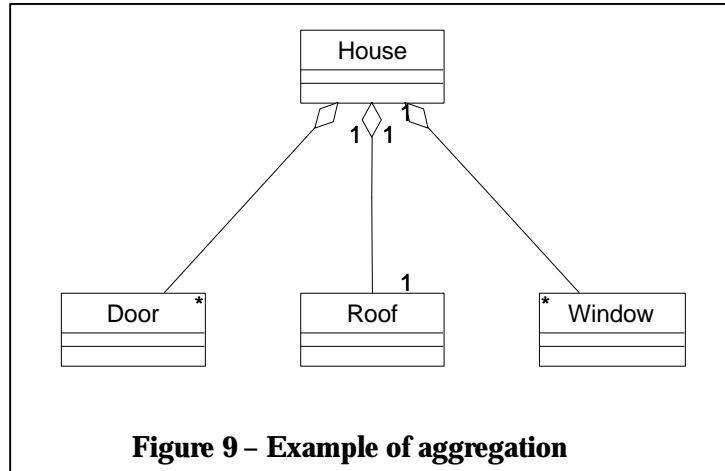 House
1 1 1
1
Door * Roof * Window
Figure 9 – Example of aggregation